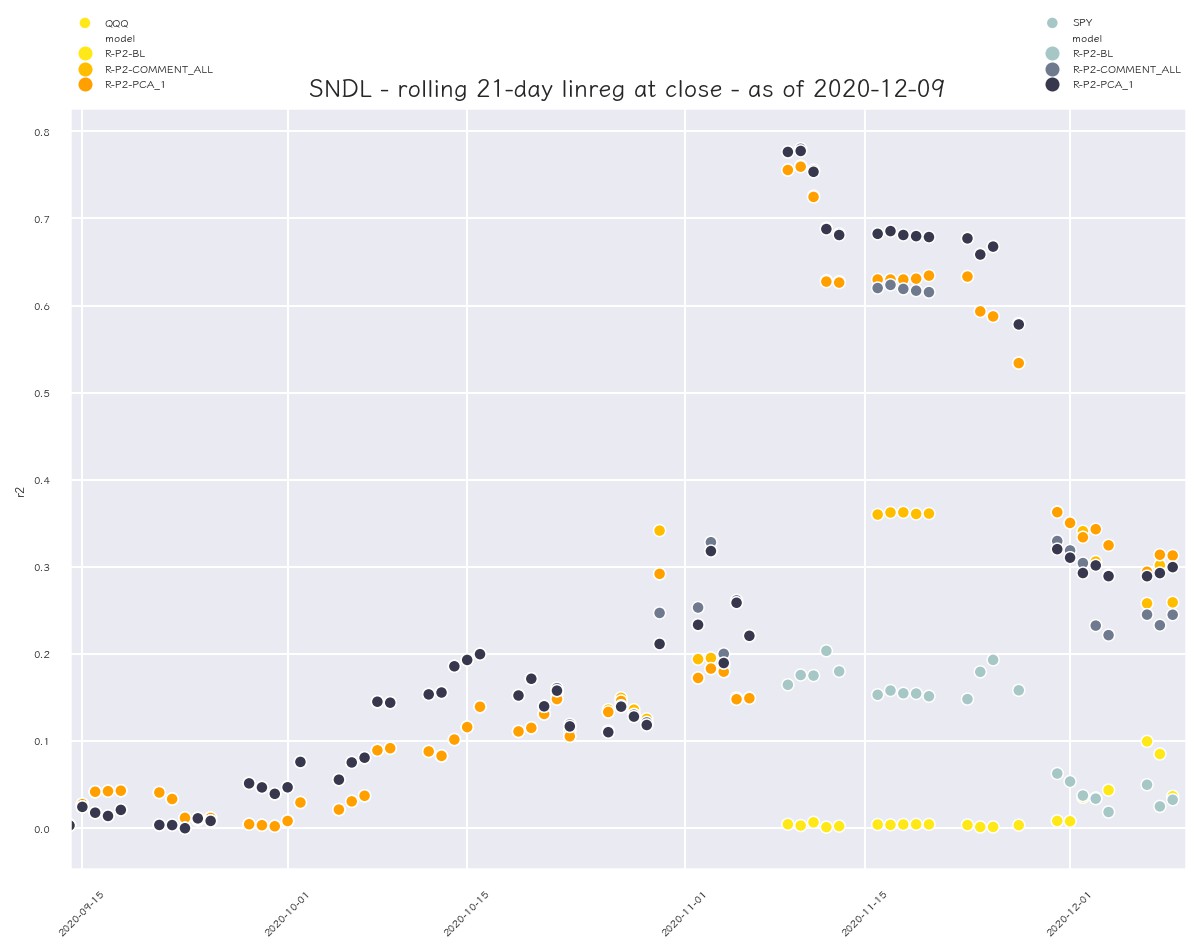 QQQ
model
R-P2-BL
R-P2-COMMENT_ALL
R-P2-PCA_1
SPY
model
R-P2-BL
R-P2-COMMENT_ALL
R-P2-PCA_1
SNDL - rolling 21-day linreg at close - as of 2020-12-09
r2
0.8
0.7
0.6
0.5
0.4
0.3
0.2
0.1
0.0
2020-09-15
2020-10-01
2020-10-15
2020-11-01
2020-11-15
2020-12-01